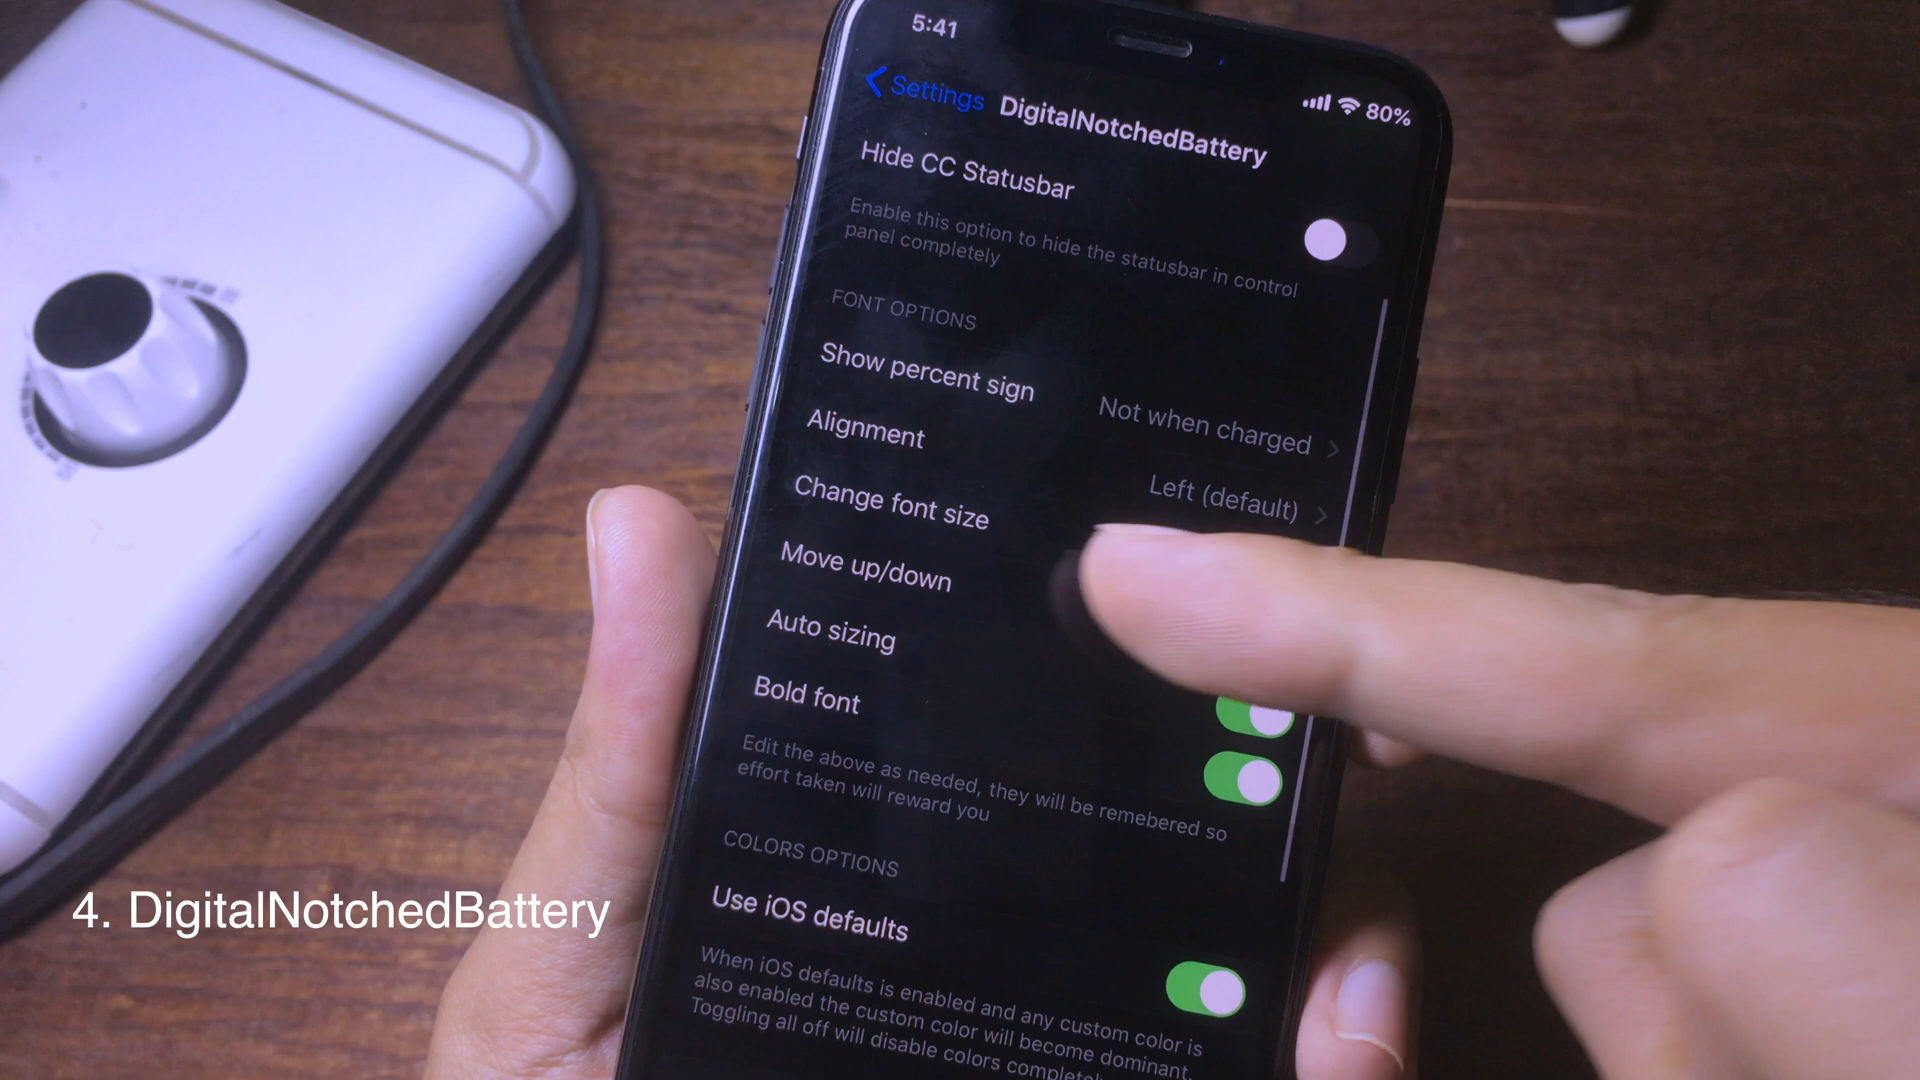 5:41
80%
Settings
DigitalNotchedBattery
Hide CC Statusbar
Enable this option to hide the statusbar in control
panel completely
FONT OPTIONS
Show percent sign
Not when charged
Alignment
Left (default)
Change font size
Move up/down
Auto sizing
Bold font
Edit the above as needed, they will be remebered so
effort taken will reward you
COLORS OPTIONS
Use iOS defaults
When iOS defaults is enabled and any custom color is
also enabled the custom color will become dominant.
Toggling all off will disable colors
4. DigitalNotchedBattery